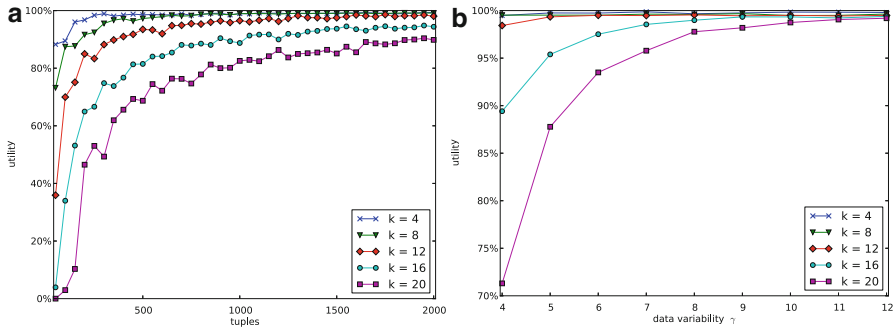 a
100%
80%
60%
40%
20%
0%
utility
500
1000
1500
2000
tuples
k = 4
k = 8
k = 12
k = 16
k = 20
b
100%
95%
90%
85%
80%
75%
70%
utility
4
5
6
7
8
9
10
11
12
data variability γ
k = 4
k = 8
k = 12
k = 16
k = 20